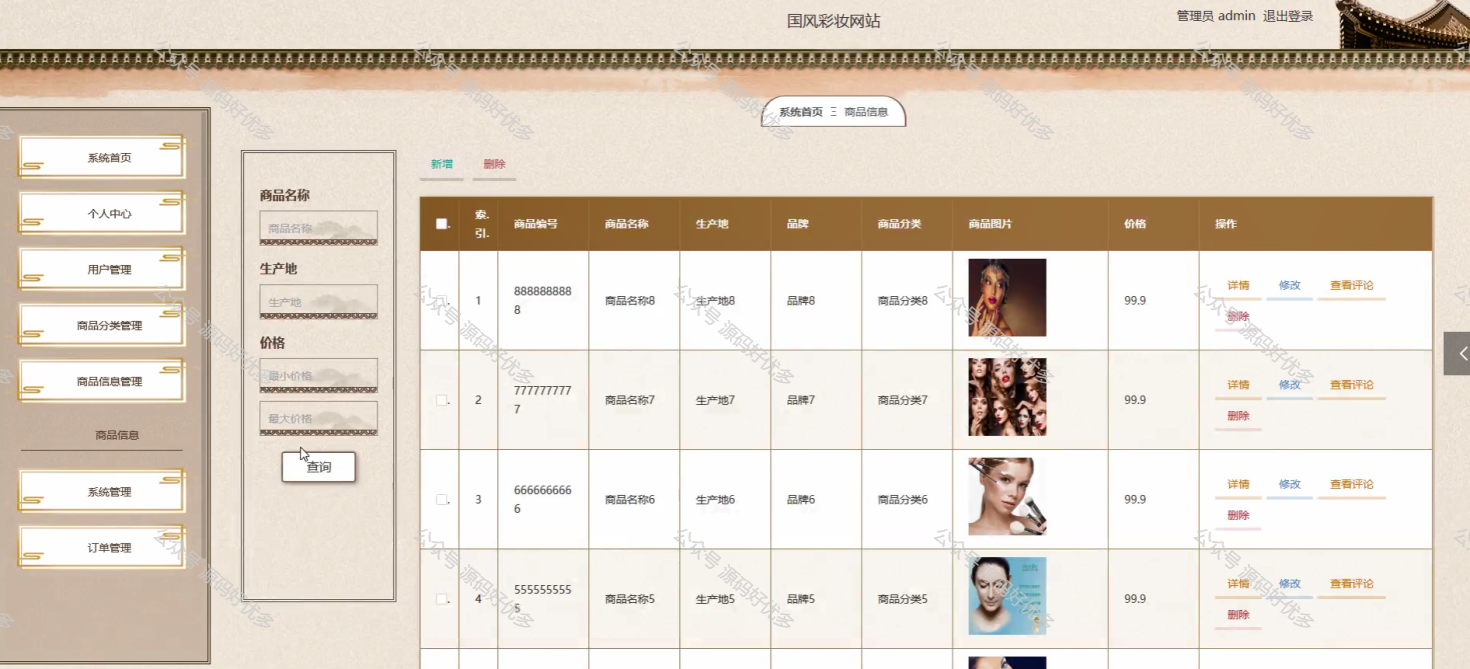 国风彩妆网站
管理员 admin 退出登录
系统首页 Ξ 商品信息
系统首页
个人中心
用户管理
商品分类管理
商品信息管理
商品信息
系统管理
订单管理
商品名称
商品名称
生产地
生产地
价格
最小价格
最大价格
查询
新增 删除
索引. 商品编号 商品名称 生产地 品牌 商品分类 商品图片 价格 操作
1 8888888888 商品名称8 生产地8 品牌8 商品分类8 99.9 详情 修改 查看评论
删除
2 7777777777 商品名称7 生产地7 品牌7 商品分类7 99.9 详情 修改 查看评论
删除
3 6666666666 商品名称6 生产地6 品牌6 商品分类6 99.9 详情 修改 查看评论
删除
4 5555555555 商品名称5 生产地5 品牌5 商品分类5 99.9 详情 修改 查看评论
删除
公众号 源码好优多